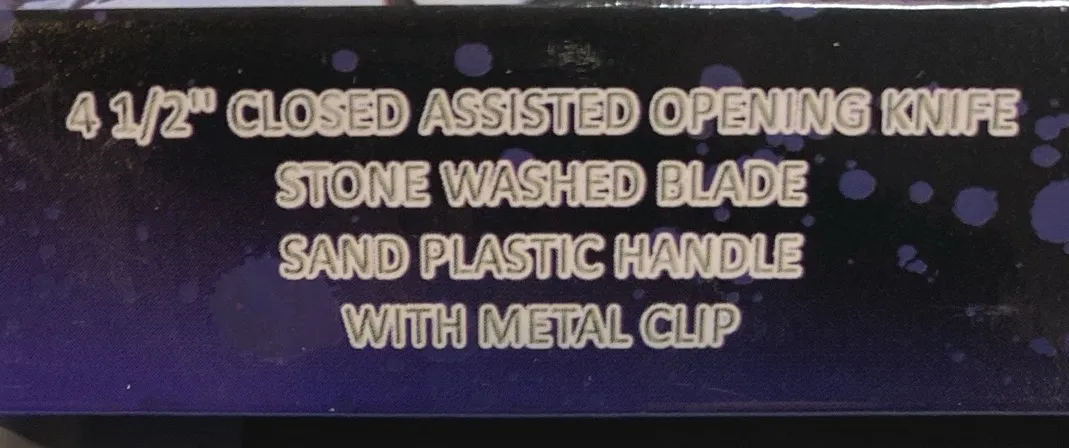 4 1/2" CLOSED ASSISTED OPENING KNIFE
STONE WASHED BLADE
SAND PLASTIC HANDLE
WITH METAL CLIP